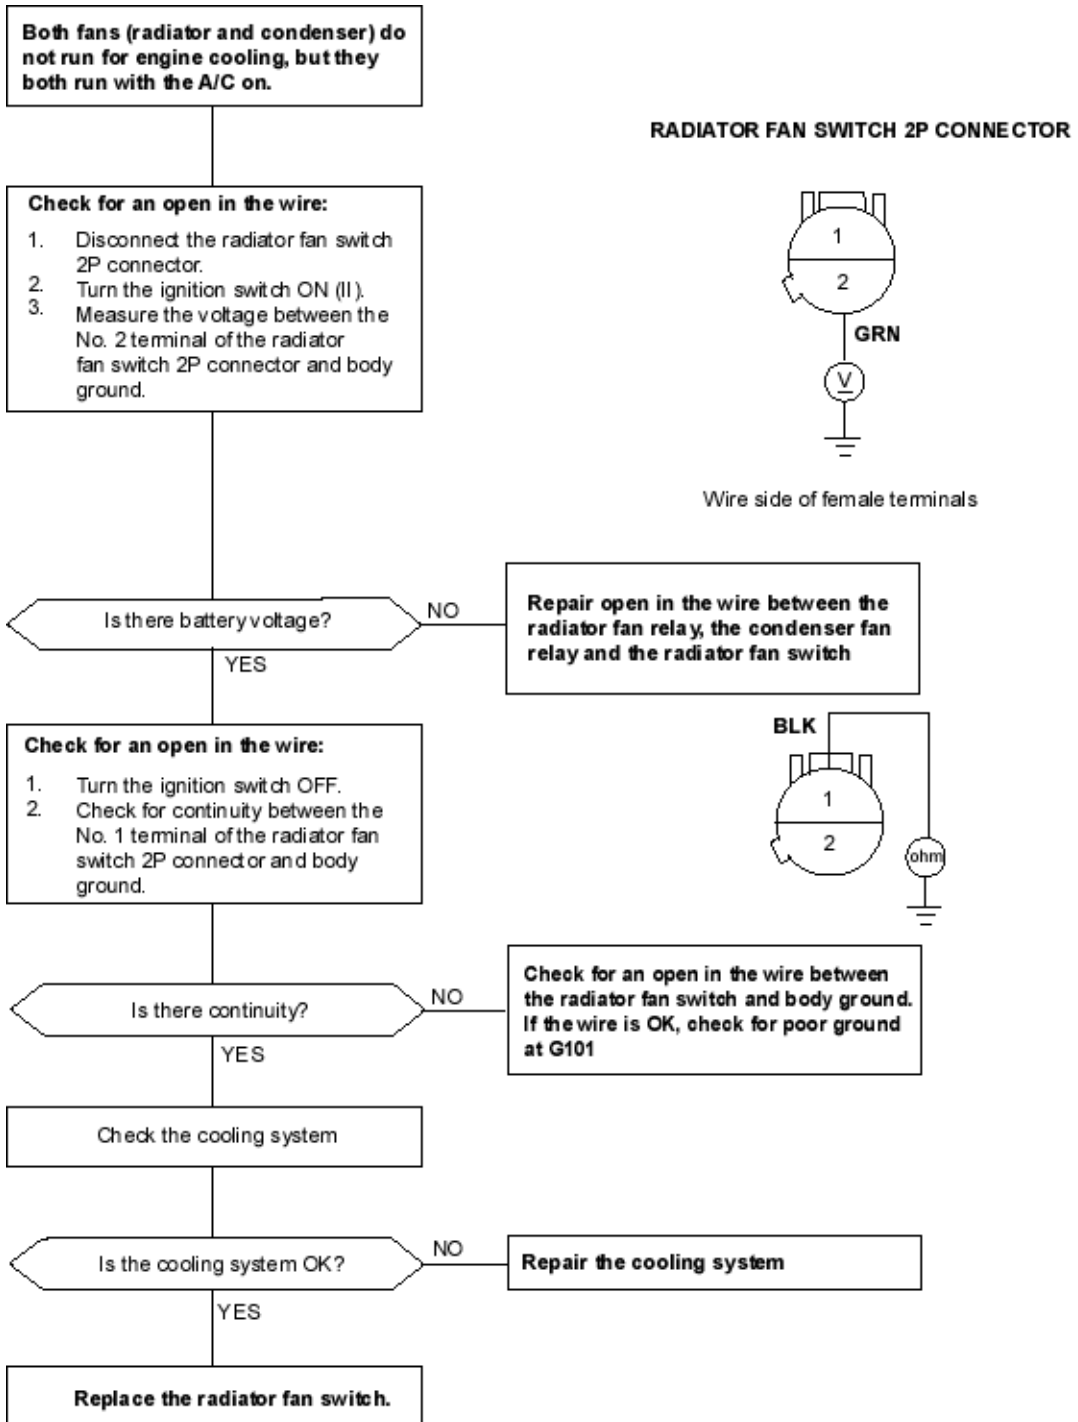 Both fans (radiator and condenser) do
not run for engine cooling, but they
both run with the A/C on.
RADIATOR FAN SWITCH 2P CONNECTOR
Check for an open in the wire:
1. Disconnect the radiator fan switch
2P connector.
2. Turn the ignition switch ON (II).
3. Measure the voltage between the
No. 2 terminal of the radiator
fan switch 2P connector and body
ground.
1
2
GRN
V
Wire side of female terminals
Is there battery voltage?
NO
Repair open in the wire between the
radiator fan relay, the condenser fan
relay and the radiator fan switch
YES
Check for an open in the wire:
1. Turn the ignition switch OFF.
2. Check for continuity between the
No. 1 terminal of the radiator fan
switch 2P connector and body
ground.
BLK
1
2
ohm
Is there continuity?
NO
Check for an open in the wire between
the radiator fan switch and body ground.
If the wire is OK, check for poor ground
at G101
YES
Check the cooling system
Is the cooling system OK?
NO
Repair the cooling system
YES
Replace the radiator fan switch.